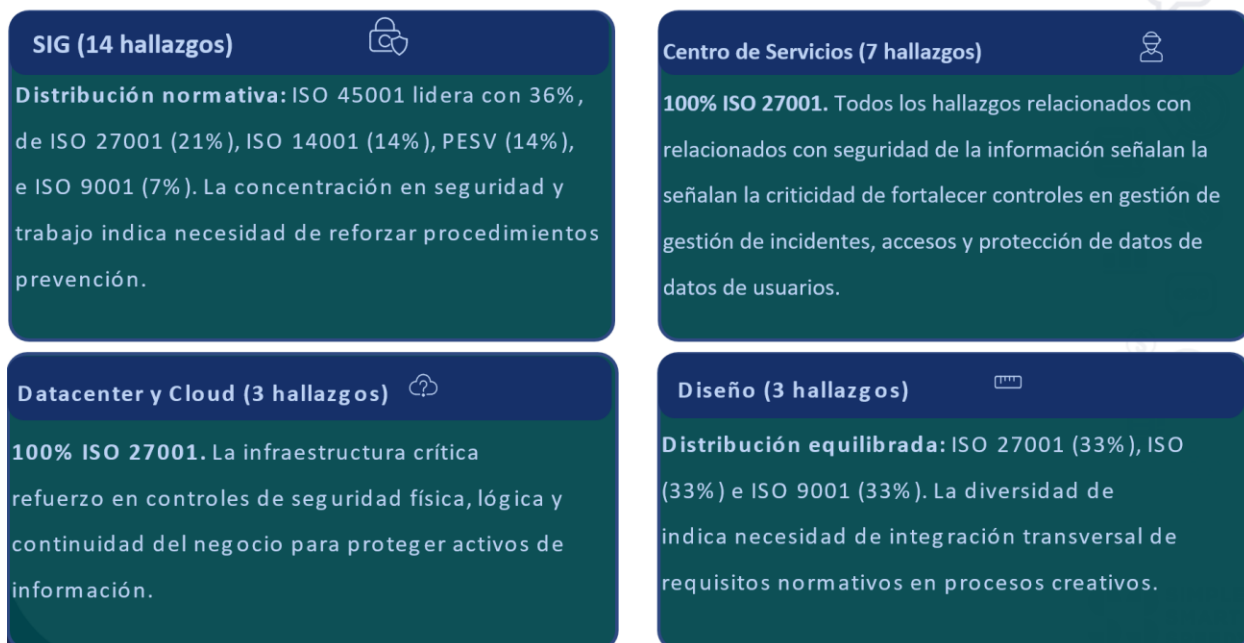 SIG (14 hallazgos)
Distribución normativa: ISO 45001 lidera con 36%,
de ISO 27001 (21%), ISO 14001 (14%), PESV (14%),
e ISO 9001 (7%). La concentración en seguridad y
trabajo indica necesidad de reforzar procedimientos
prevención.
Centro de Servicios (7 hallazgos)
100% ISO 27001. Todos los hallazgos relacionados con
relacionados con seguridad de la información señalan la
señalan la criticidad de fortalecer controles en gestión de
gestión de incidentes, accesos y protección de datos de
datos de usuarios.
Datacenter y Cloud (3 hallazgos)
100% ISO 27001. La infraestructura crítica
refuerzo en controles de seguridad física, lógica y
continuidad del negocio para proteger activos de
información.
Diseño (3 hallazgos)
Distribución equilibrada: ISO 27001 (33%), ISO
(33%) e ISO 9001 (33%). La diversidad de
indica necesidad de integración transversal de
requisitos normativos en procesos creativos.